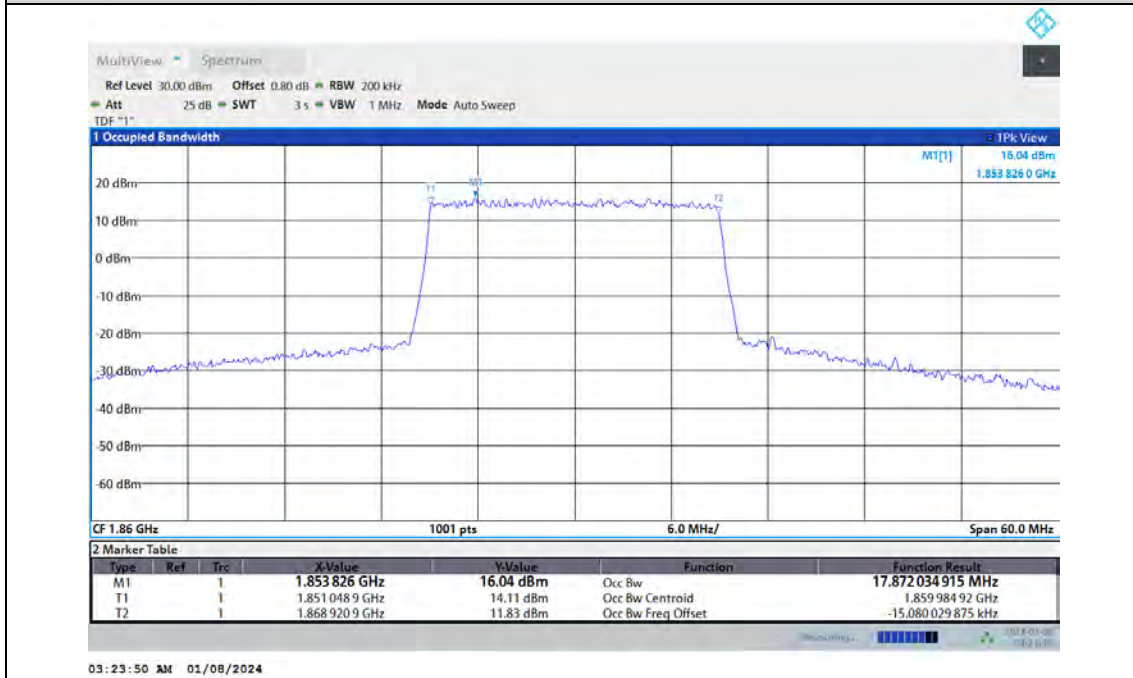 MultiView Spectrum
Ref Level 30.00 dBm Offset 0.80 dB RBW 200 kHz
Att 25 dB SWT 3 s VBW 1 MHz Mode Auto Sweep
TDF "1"
1 Occupied Bandwidth 1Pk View
M1[1] 16.04 dBm
1.853 826 0 GHz
20 dBm
T1 M1 T2
10 dBm
0 dBm
-10 dBm
-20 dBm
-30 dBm
-40 dBm
-50 dBm
-60 dBm
CF 1.86 GHz 1001 pts 6.0 MHz/ Span 60.0 MHz
2 Marker Table
Type Ref Trc X-Value Y-Value Function Function Result
M1 1 1.853 826 GHz 16.04 dBm Occ Bw 17.872 034 915 MHz
T1 1 1.851 048 9 GHz 14.11 dBm Occ Bw Centroid 1.859 984 92 GHz
T2 1 1.868 920 9 GHz 11.83 dBm Occ Bw Freq Offset -15.080 029 875 kHz
03:23:50 AM 01/08/2024